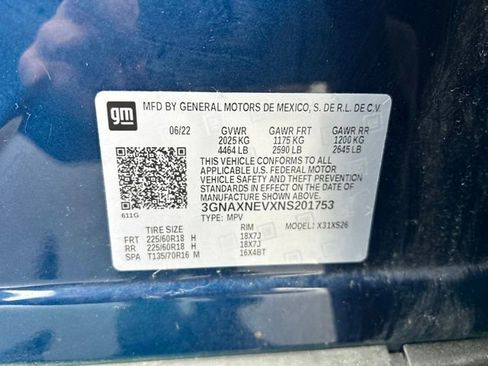 gm
MFD BY GENERAL MOTORS DE MEXICO, S. DE R.L. DE C.V.
06/22 GVWR GAWR FRT GAWR RR
2025 KG 1175 KG 1200 KG
4464 LB 2590 LB 2645 LB
THIS VEHICLE CONFORMS TO ALL
APPLICABLE U.S. FEDERAL MOTOR
VEHICLE SAFETY, BUMPER, AND THEFT
PREVENTION STANDARDS IN EFFECT ON
THE DATE OF MANUFACTURE SHOWN ABOVE.
3GNAXNEVXNS201753
611G
TYPE: MPV
TIRE SIZE RIM MODEL: X31XS26
FRT 225/60R18 H 18X7J
RR 225/60R18 H 18X7J
SPA T135/70R16 M 16X4BT